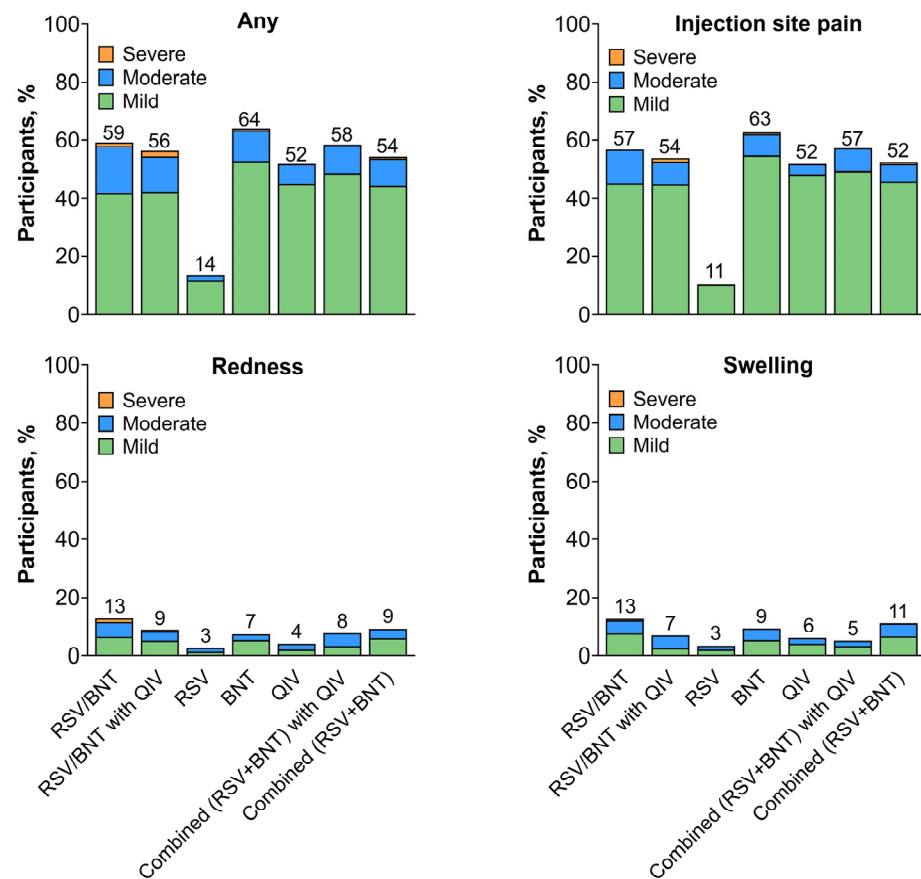 Any
Participants, %
100
80
60
40
20
0
Severe
Moderate
Mild
59
56
14
64
52
58
54
Injection site pain
Participants, %
100
80
60
40
20
0
Severe
Moderate
Mild
57
54
11
63
52
57
52
Redness
Participants, %
100
80
60
40
20
0
Severe
Moderate
Mild
13
9
3
7
4
8
9
RSV/BNT
RSV/BNT with QIV
RSV
BNT
QIV
Combined (RSV+BNT) with QIV
Combined (RSV+BNT)
Swelling
Participants, %
100
80
60
40
20
0
Severe
Moderate
Mild
13
7
3
9
6
5
11
RSV/BNT
RSV/BNT with QIV
RSV
BNT
QIV
Combined (RSV+BNT) with QIV
Combined (RSV+BNT)